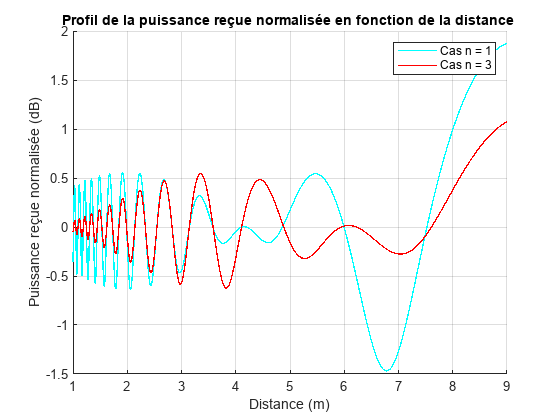 Profil de la puissance reçue normalisée en fonction de la distance
Cas n = 1
Cas n = 3
Puissance reçue normalisée (dB)
2
1.5
1
0.5
0
-0.5
-1
-1.5
1 2 3 4 5 6 7 8 9
Distance (m)